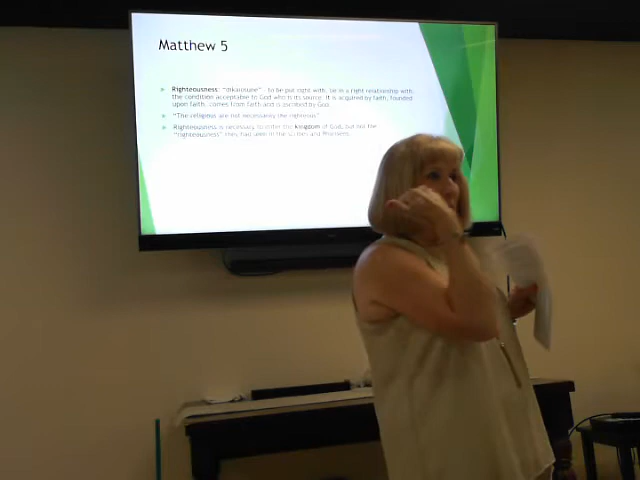 Matthew 5
Righteousness: "dikaiosune" - to be put right with, be in a right relationship with,
the condition acceptable to God who is its source. It is acquired by faith, founded
upon faith, comes from faith and is ascribed by God
"The religious are not necessarily the righteous"
Righteousness is necessary to enter the kingdom of God, but not the
"righteousness" they had seen in the Scribes and Pharisees